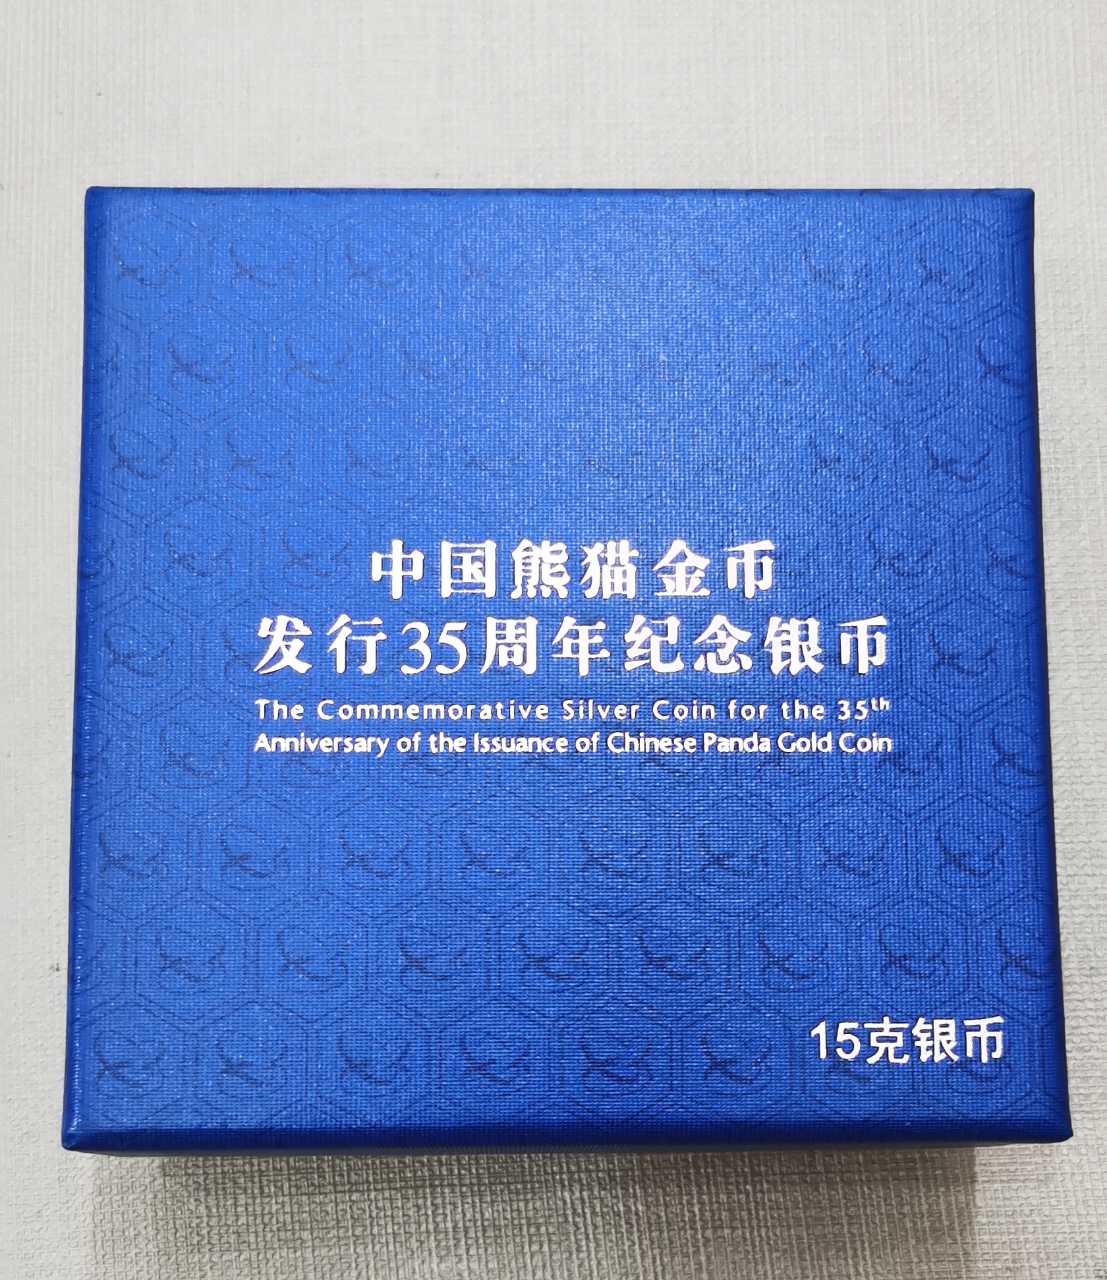 中国熊猫金币
发行35周年纪念银币
The Commemorative Silver Coin for the 35th
Anniversary of the Issuance of Chinese Panda Gold Coin
15克银币